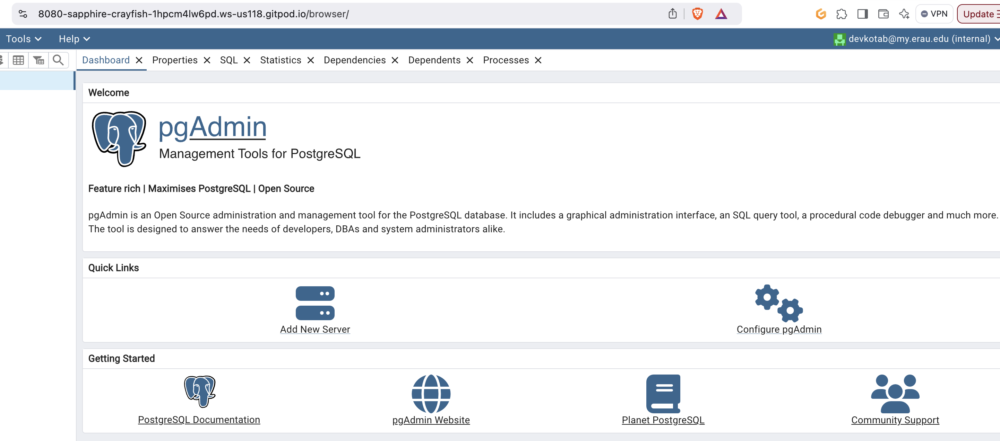 8080-sapphire-crayfish-1hpcm4lw6pd.ws-us118.gitpod.io/browser/
VPN
Update
Tools
Help
devkotab@my.erau.edu (internal)
Dashboard
Properties
SQL
Statistics
Dependencies
Dependents
Processes
Welcome
pgAdmin
Management Tools for PostgreSQL
Feature rich | Maximises PostgreSQL | Open Source
pgAdmin is an Open Source administration and management tool for the PostgreSQL database. It includes a graphical administration interface, an SQL query tool, a procedural code debugger and much more.
The tool is designed to answer the needs of developers, DBAs and system administrators alike.
Quick Links
Add New Server
Configure pgAdmin
Getting Started
PostgreSQL Documentation
pgAdmin Website
Planet PostgreSQL
Community Support